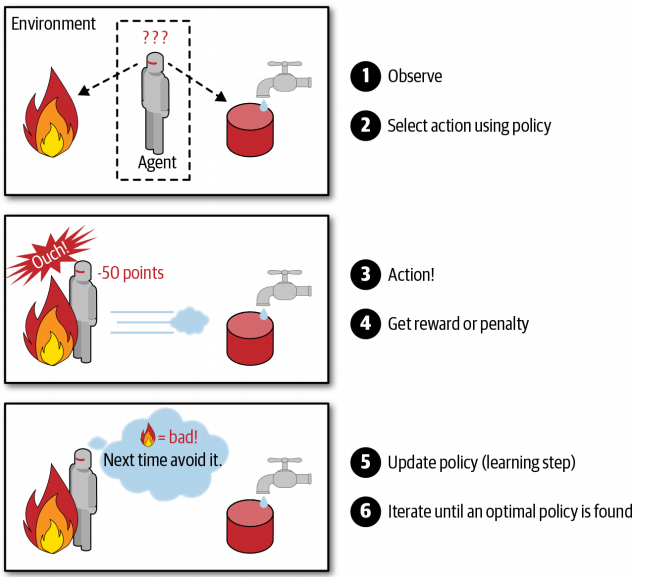 Environment
???
Agent
1 Observe
2 Select action using policy
Ouch!
-50 points
3 Action!
4 Get reward or penalty
= bad!
Next time avoid it.
5 Update policy (learning step)
6 Iterate until an optimal policy is found